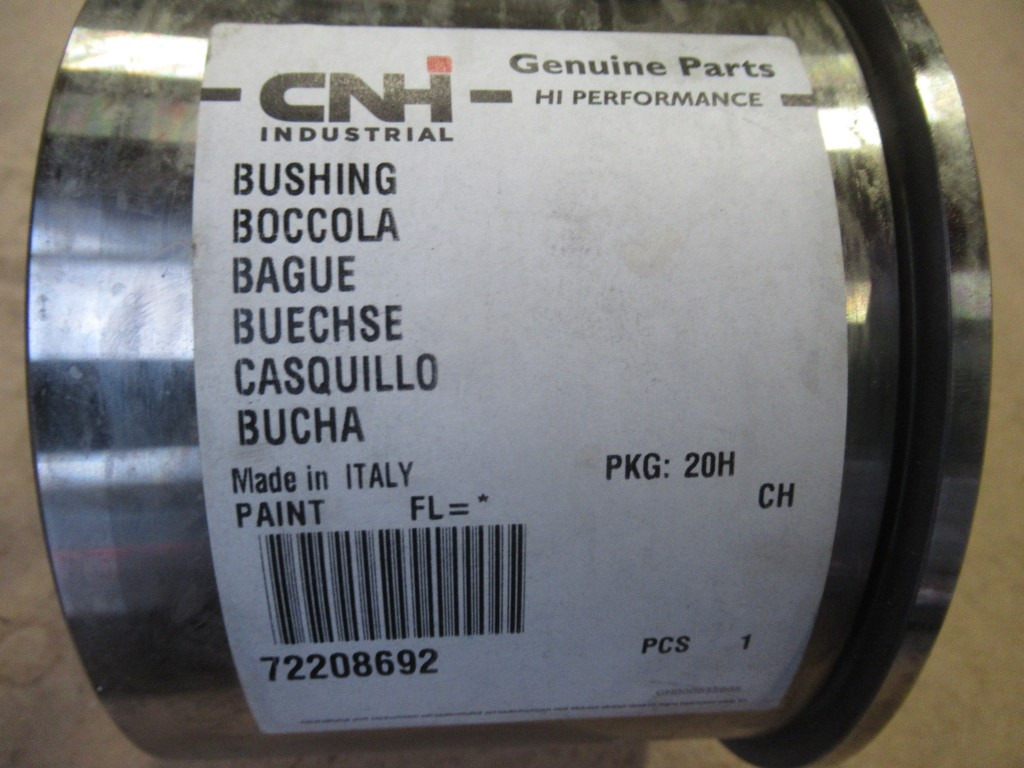 CNH
INDUSTRIAL
Genuine Parts
HI PERFORMANCE
BUSHING
BOCCOLA
BAGUE
BUECHSE
CASQUILLO
BUCHA
Made in ITALY
PKG: 20H
CH
PAINT FL=*
72208692
PCS 1